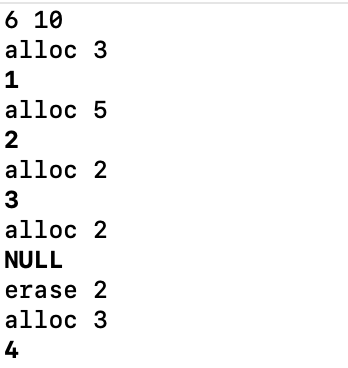 6 10
alloc 3
1
alloc 5
2
alloc 2
3
alloc 2
NULL
erase 2
alloc 3
4